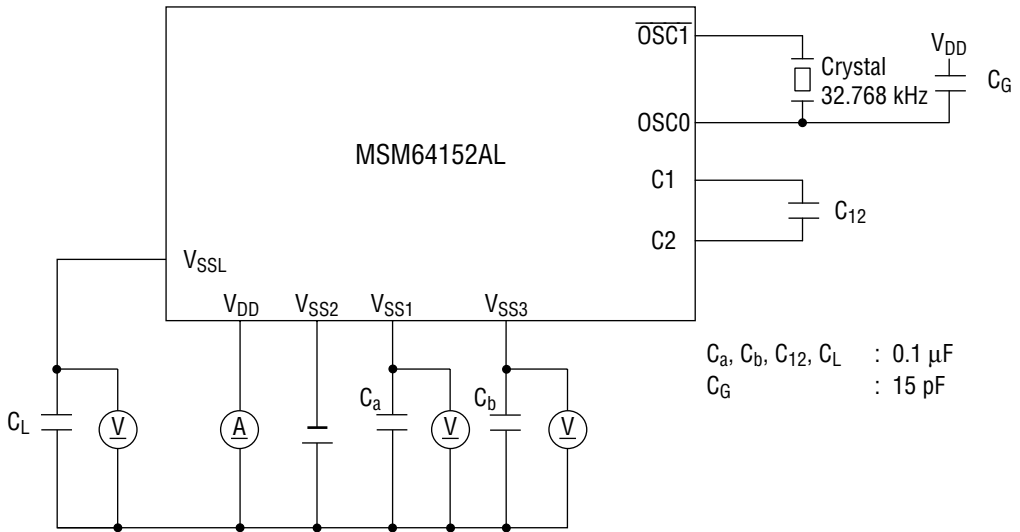 OSC1
Crystal
32.768 kHz
VDD
CG
OSC0
MSM64152AL
C1
C12
C2
VSSL
VDD
VSS2
VSS1
VSS3
Ca, Cb, C12, CL : 0.1 μF
CG : 15 pF
CL
V
A
Ca
V
Cb
V